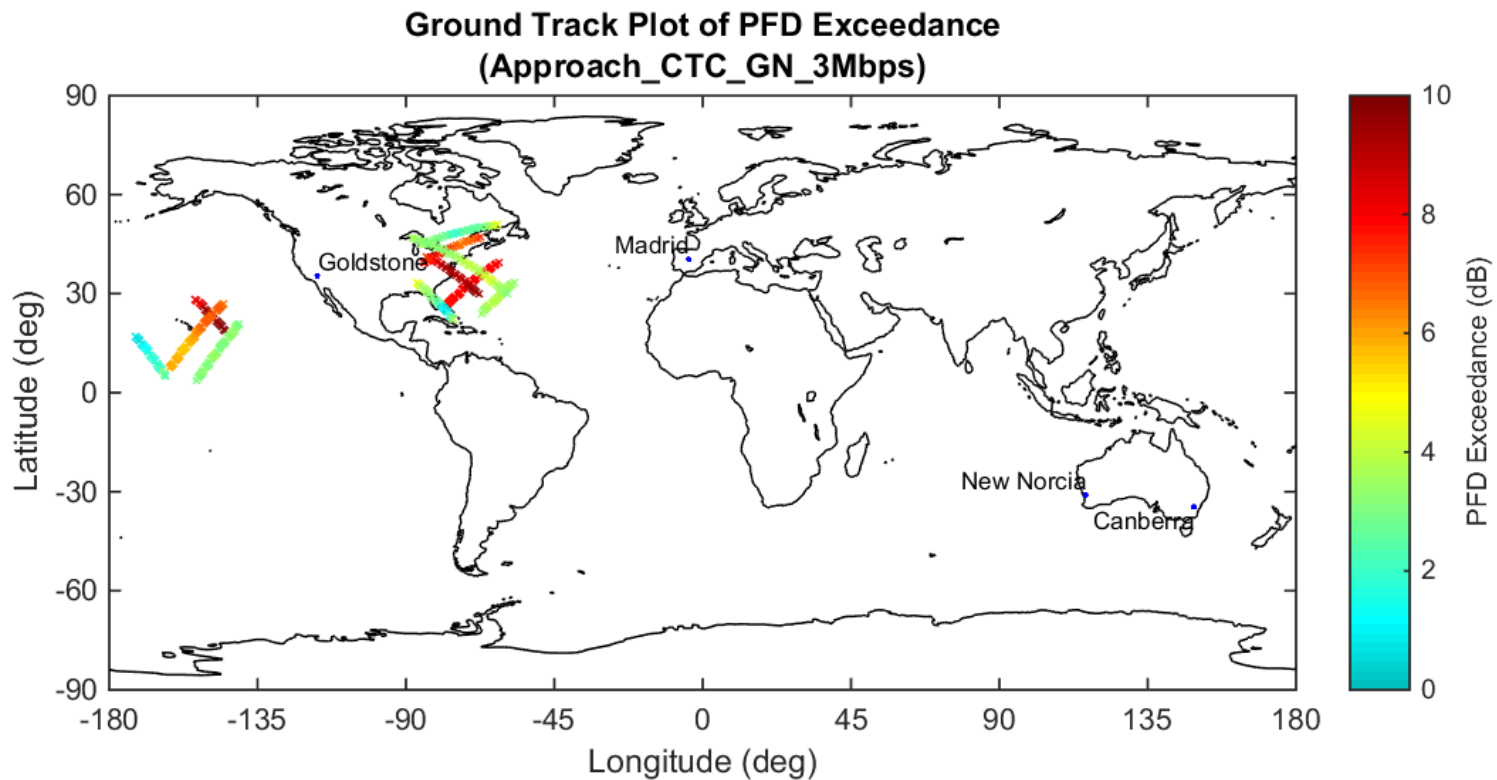 Ground Track Plot of PFD Exceedance
(Approach_CTC_GN_3Mbps)
90
60
30
0
-30
-60
-90
Latitude (deg)
Goldstone
Madrid
New Norcia
Canberra
-180 -135 -90 -45 0 45 90 135 180
Longitude (deg)
10
8
6
4
2
0
PFD Exceedance (dB)